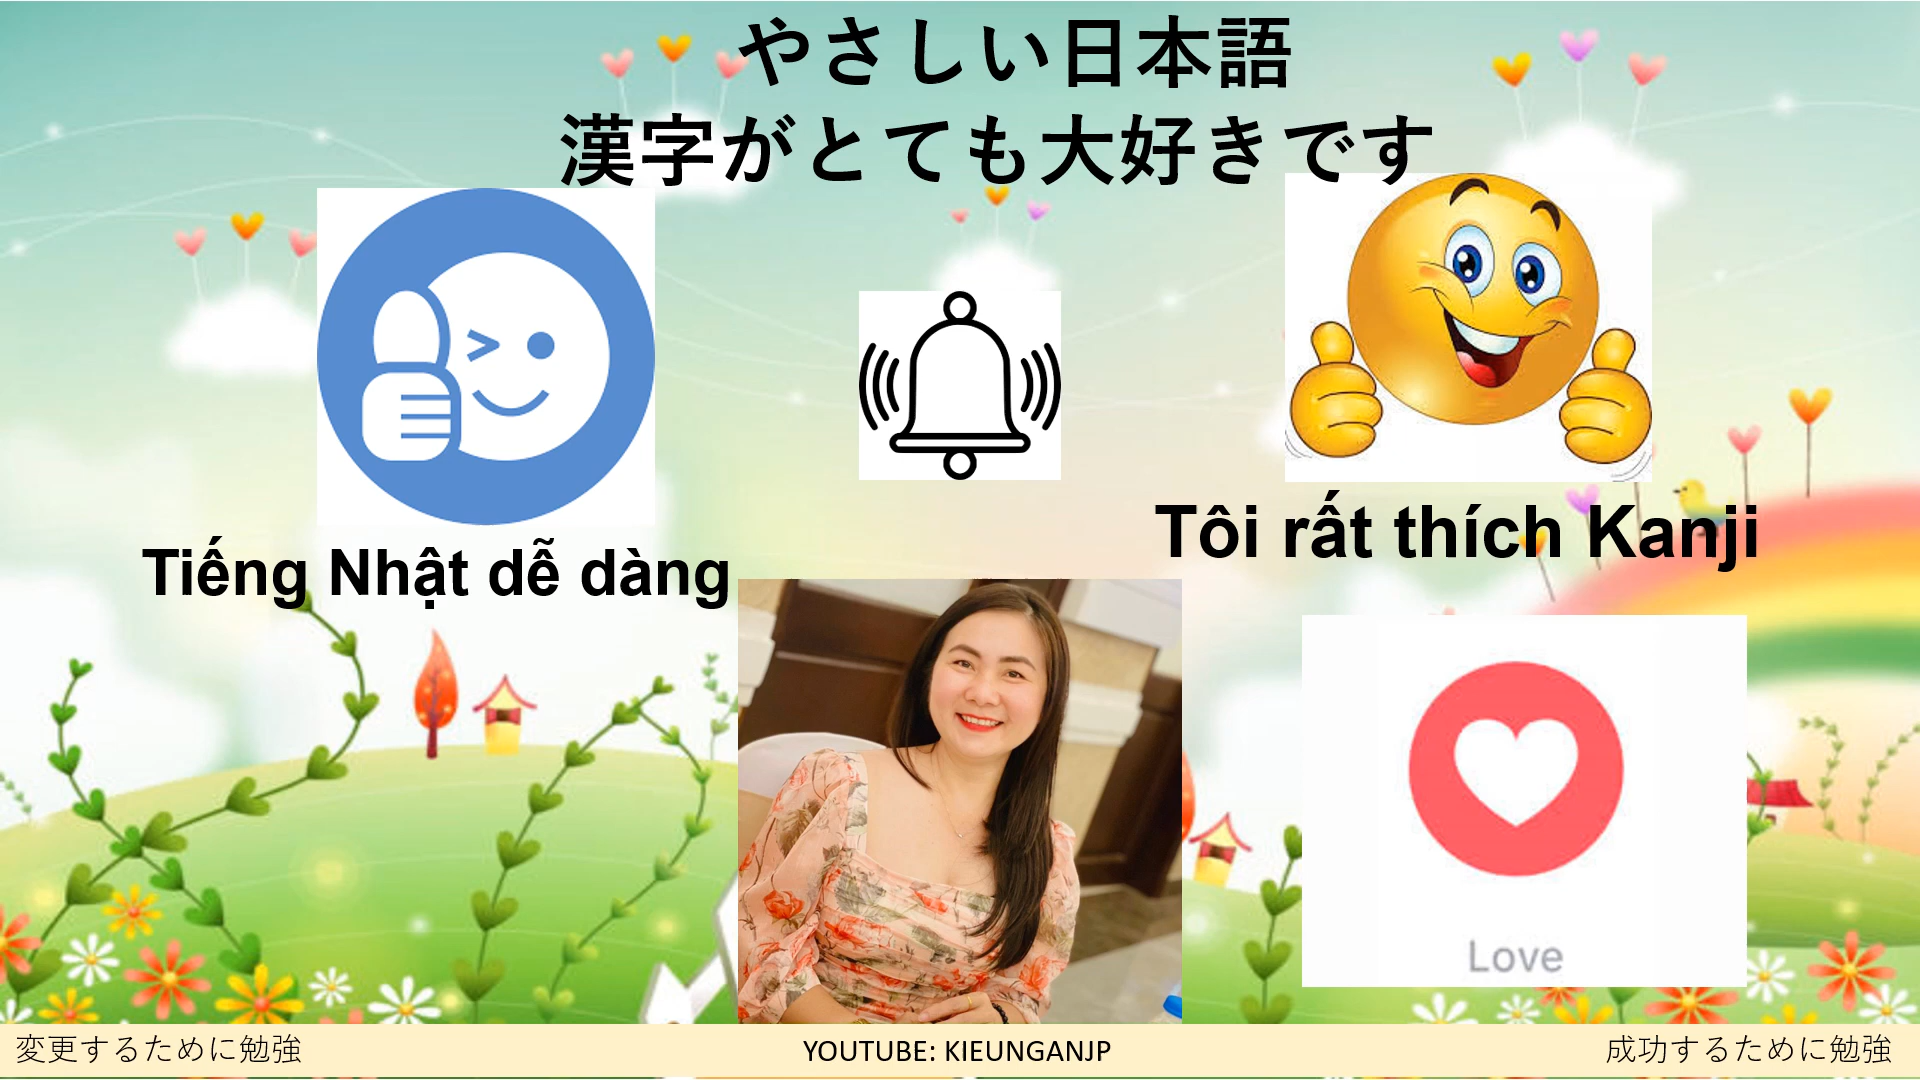 やさしい日本語
漢字がとても大好きです
Tiếng Nhật dễ dàng
Tôi rất thích Kanji
Love
変更するために勉強
YOUTUBE: KIEUNGANJP
成功するために勉強